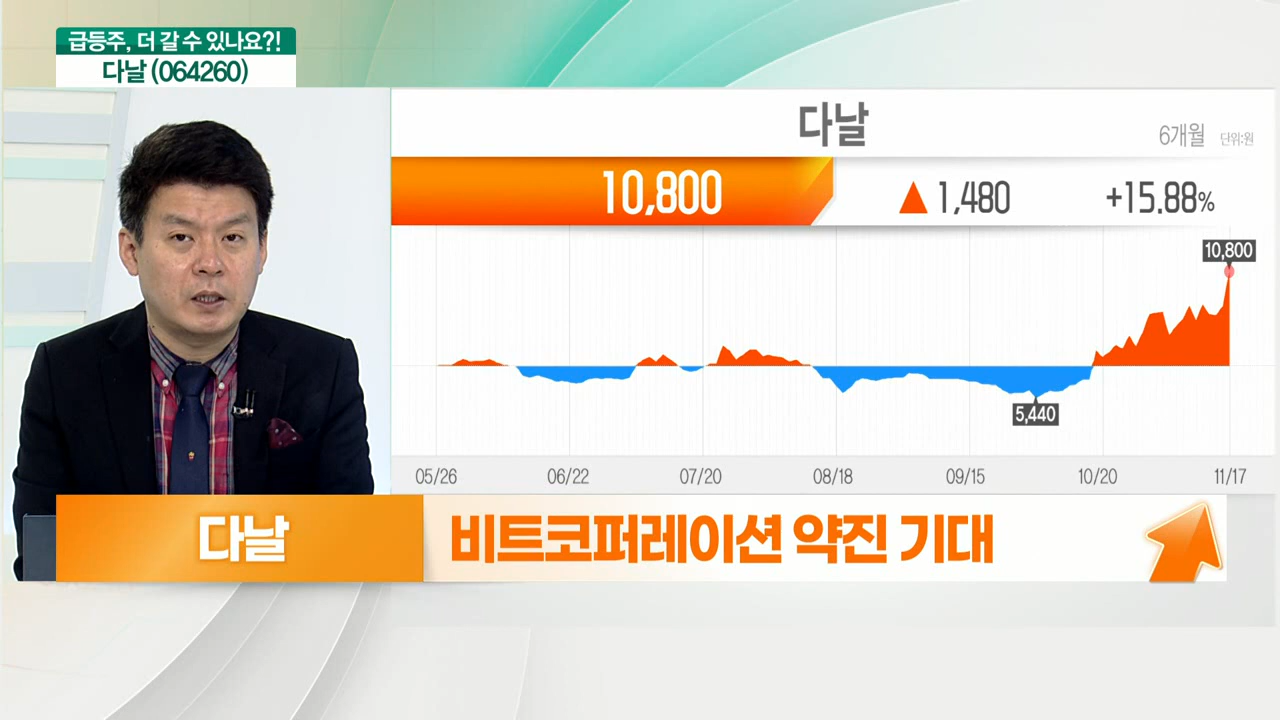 급등주, 더 갈 수 있나요?!
다날 (064260)
다날
6개월 단위:원
10,800 ▲ 1,480 +15.88%
10,800
5,440
05/26 06/22 07/20 08/18 09/15 10/20 11/17
다날 비트코퍼레이션 약진 기대